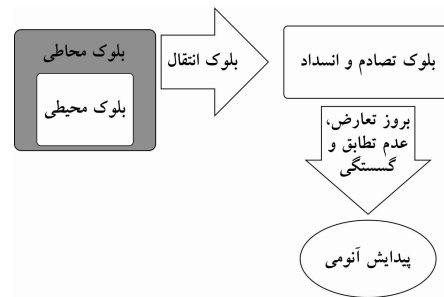 بلوک محاطی
بلوک محیطی
بلوک انتقال
بلوک تصادم و انسداد
بروز تعارض،
عدم تطابق و
گسستگی
پیدایش آنومی